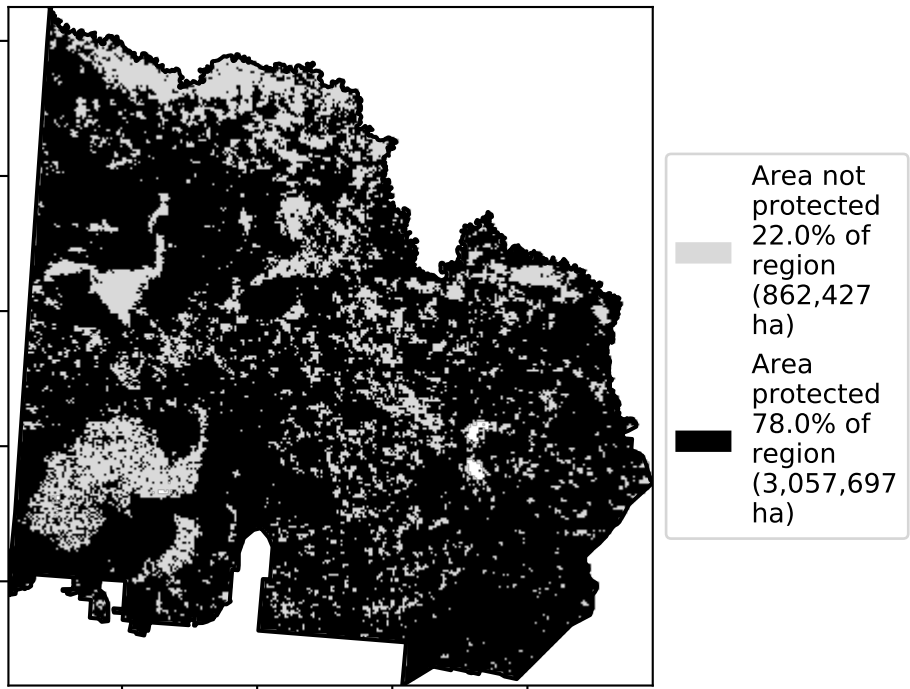 Area not
protected
22.0% of
region
(862,427
ha)
Area
protected
78.0% of
region
(3,057,697
ha)